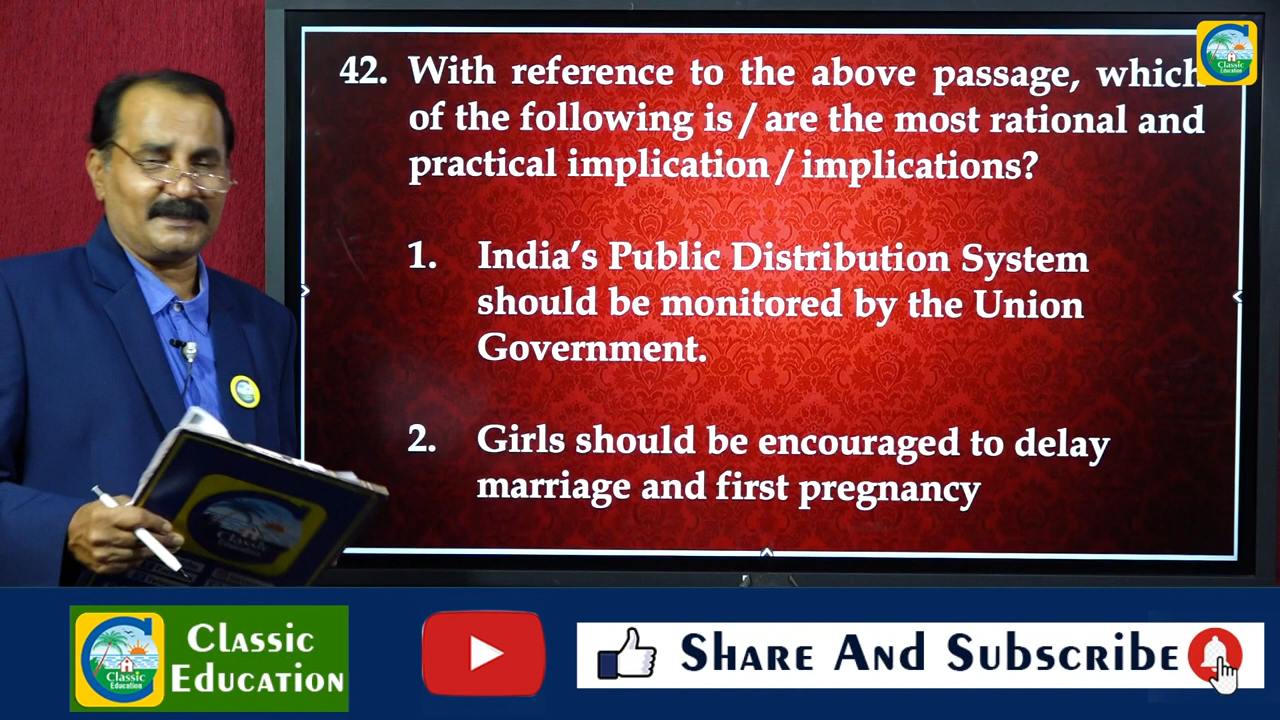 42. With reference to the above passage, which
of the following is / are the most rational and
practical implication / implications?
1. India's Public Distribution System
should be monitored by the Union
Government.
2. Girls should be encouraged to delay
marriage and first pregnancy
Classic
Education
Classic
Education
Classic
Education
Share And Subscribe